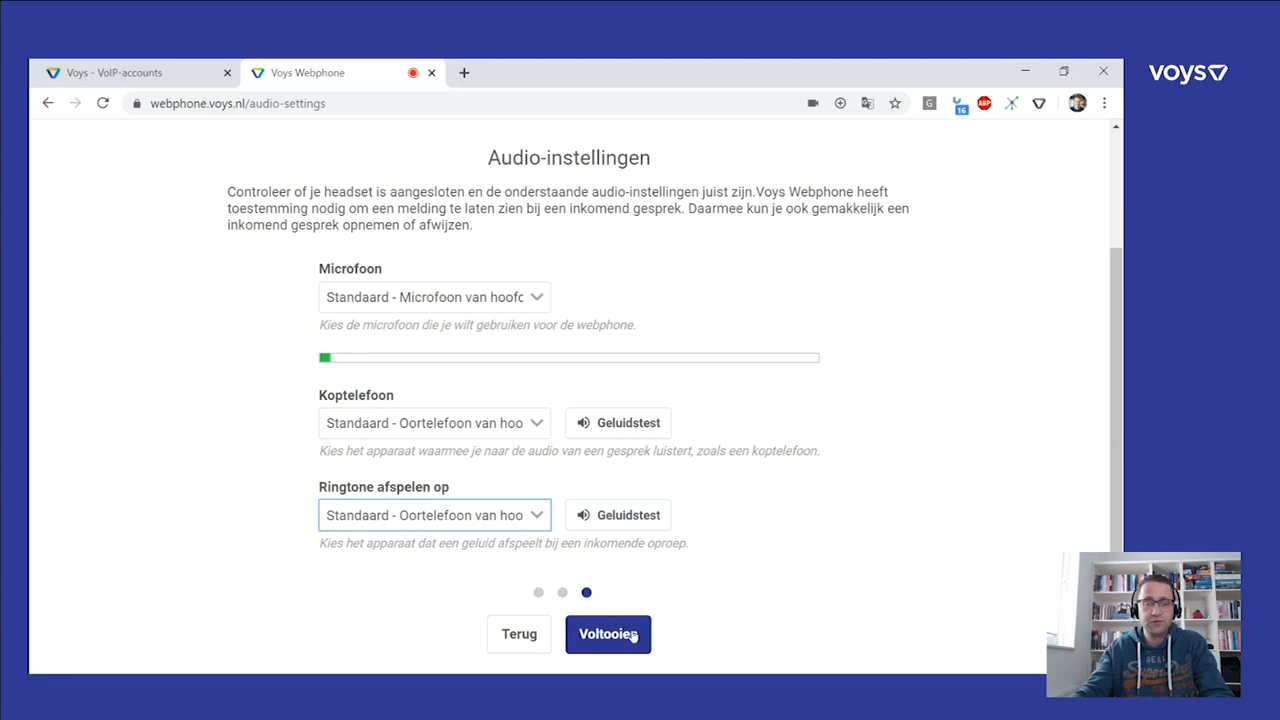 Voys - VoIP-accounts
Voys Webphone
voys
webphone.voys.nl/audio-settings
G
16
ABP
Audio-instellingen
Controleer of je headset is aangesloten en de onderstaande audio-instellingen juist zijn.Voys Webphone heeft
toestemming nodig om een melding te laten zien bij een inkomend gesprek. Daarmee kun je ook gemakkelijk een
inkomend gesprek opnemen of afwijzen.
Microfoon
Standaard - Microfoon van hoofd
Kies de microfoon die je wilt gebruiken voor de webphone.
Koptelefoon
Standaard - Oortelefoon van hoo
Geluidstest
Kies het apparaat waarmee je naar de audio van een gesprek luistert, zoals een koptelefoon.
Ringtone afspelen op
Standaard - Oortelefoon van hoo
Geluidstest
Kies het apparaat dat een geluid afspeelt bij een inkomende oproep.
Terug
Voltooien